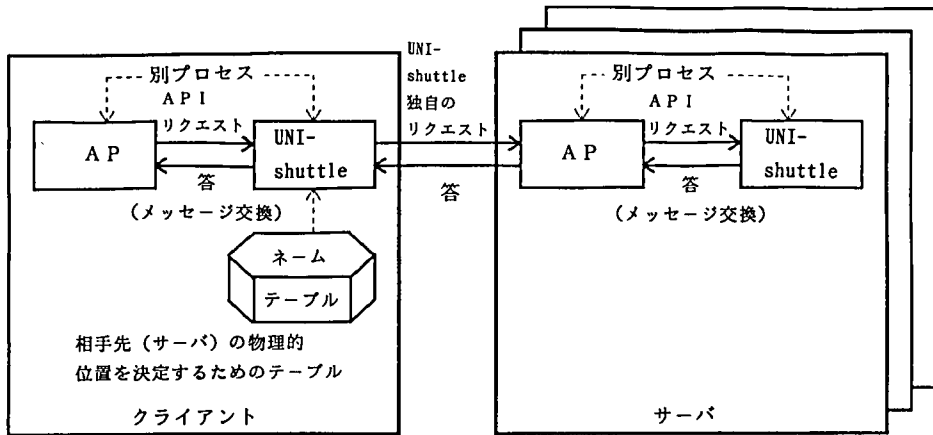 別プロセス
API
リクエスト
AP
UNI-
shuttle
答
(メッセージ交換)
ネーム
テーブル
相手先(サーバ)の物理的
位置を決定するためのテーブル
クライアント
UNI-
shuttle
独自の
リクエスト
答
別プロセス
API
リクエスト
AP
UNI-
shuttle
答
(メッセージ交換)
サーバ